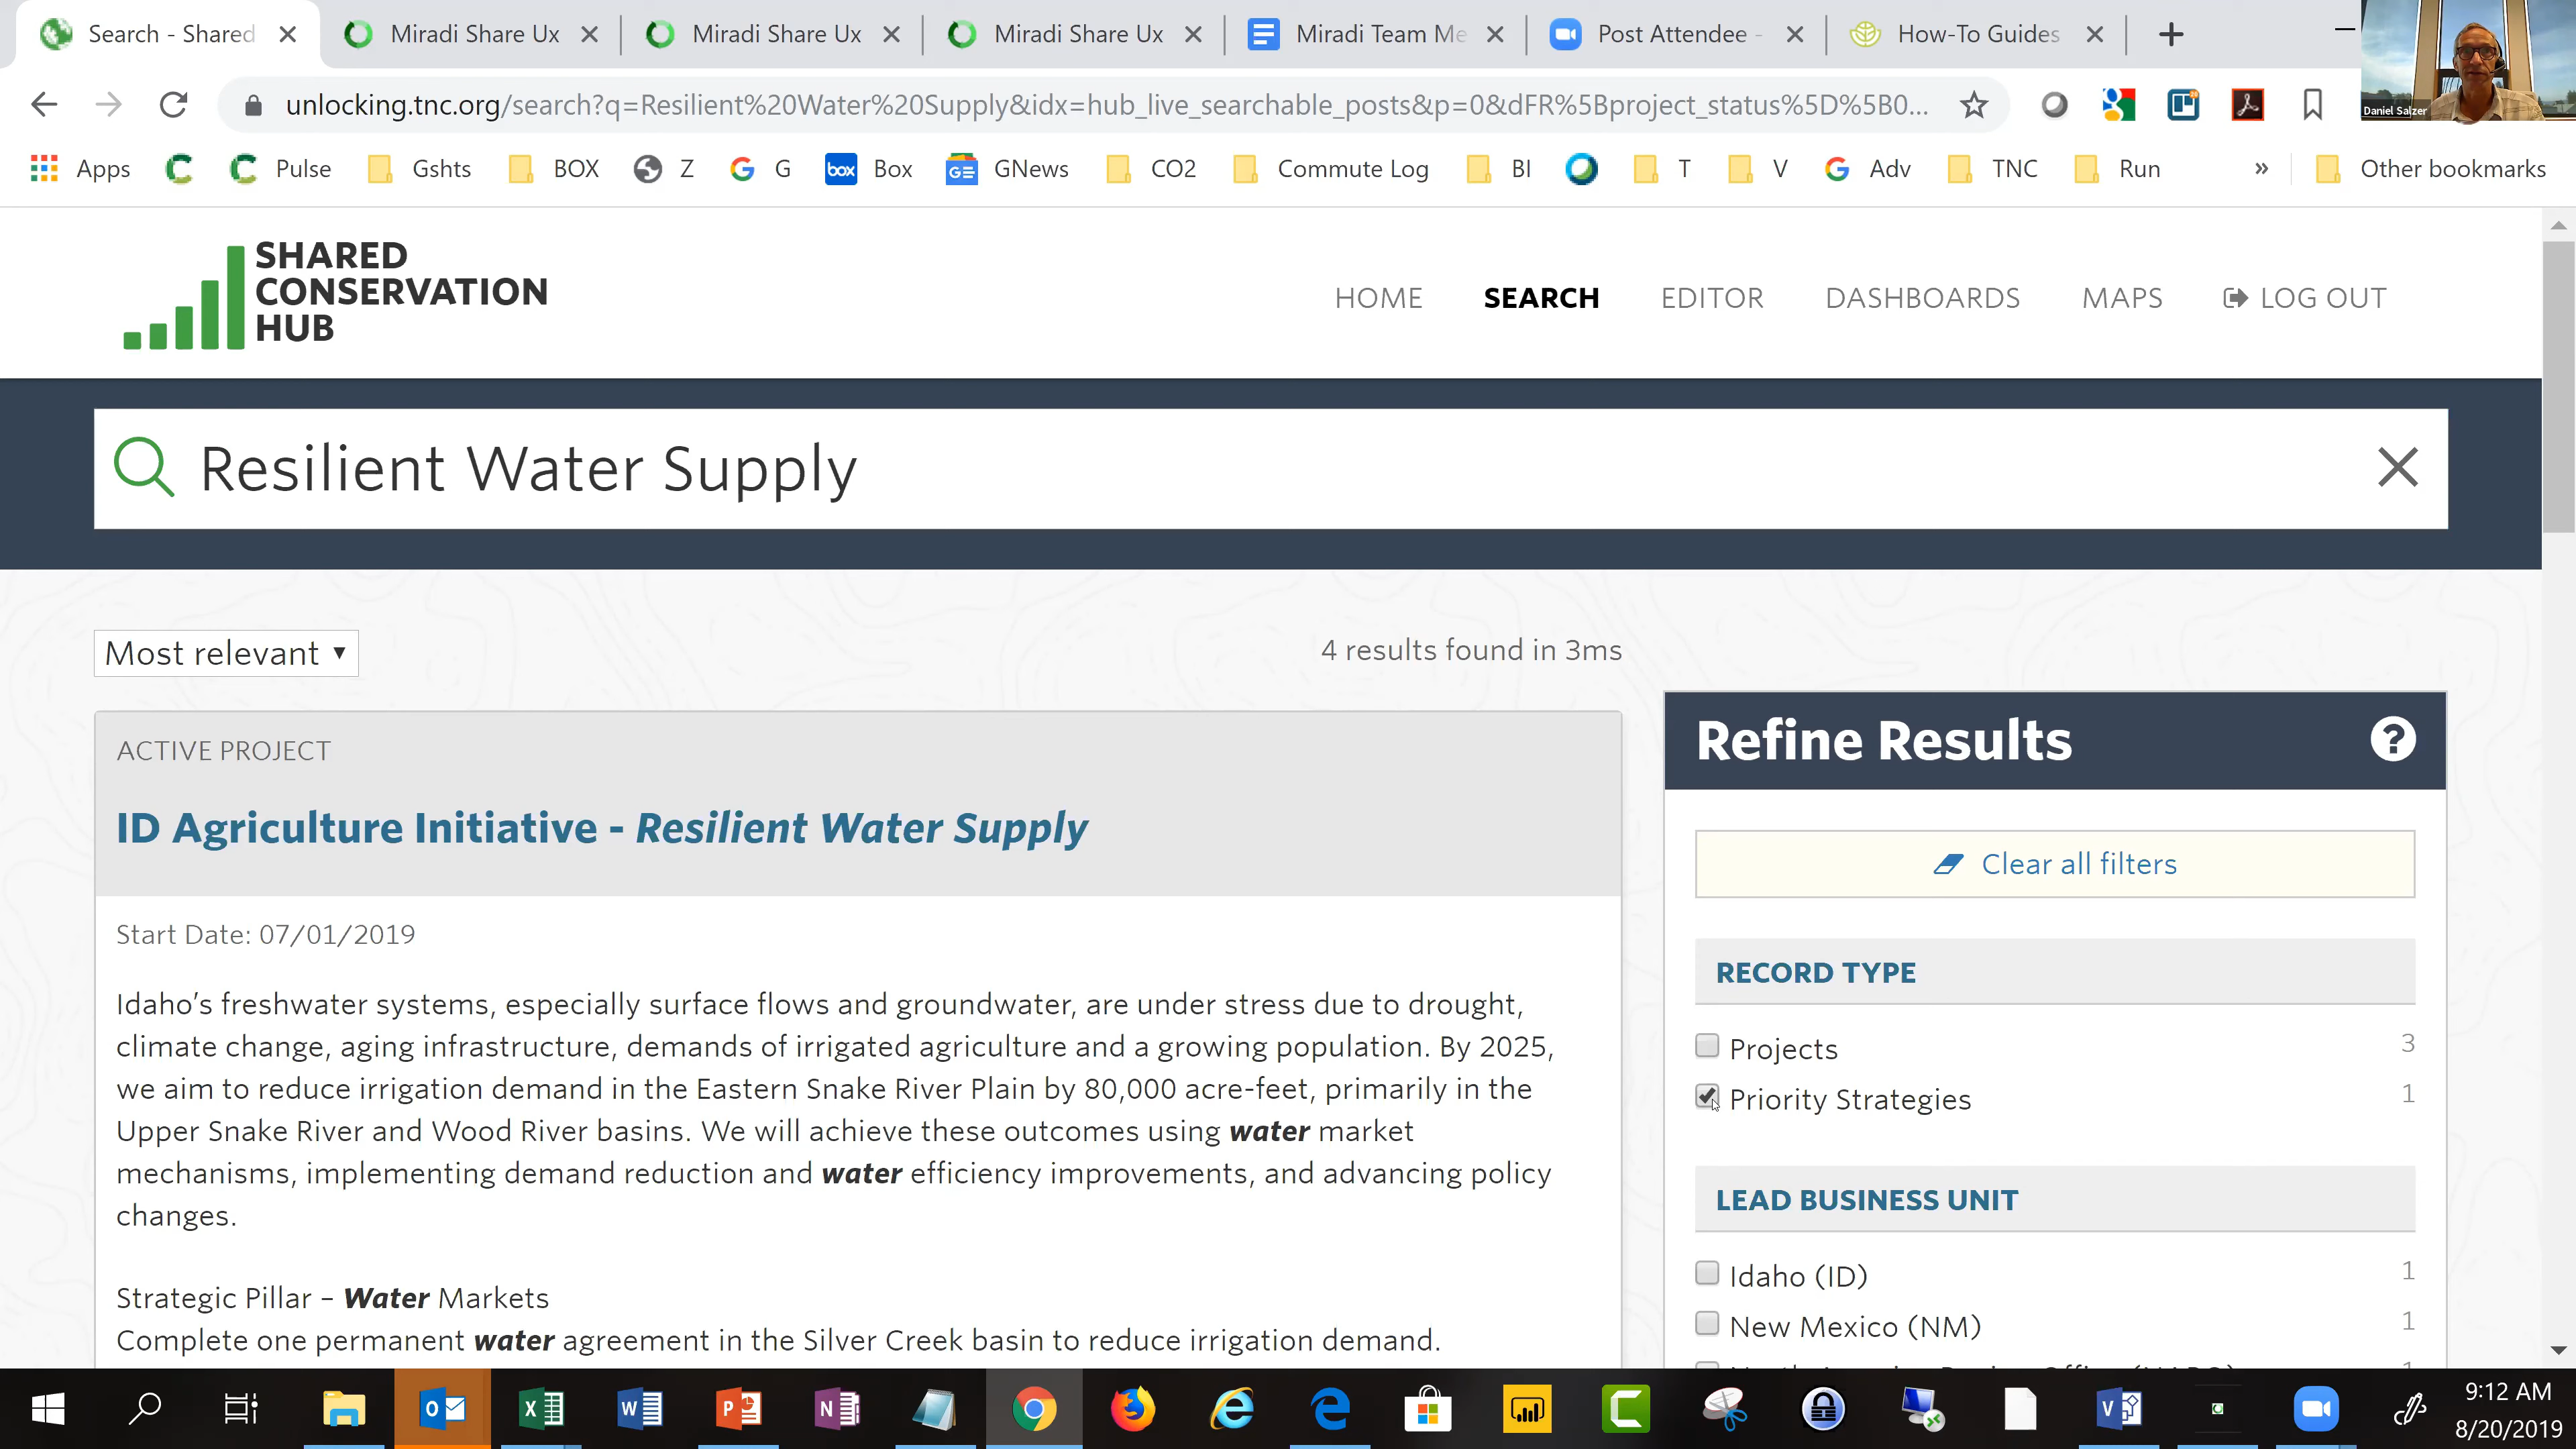 Search - Shared
Miradi Share Ux
Miradi Share Ux
Miradi Share Ux
Miradi Team Me
Post Attendee -
How-To Guides
unlocking.tnc.org/search?q=Resilient%20Water%20Supply&idx=hub_live_searchable_posts&p=0&dFR%5Bproject_status%5D%5B0...
Daniel Salzer
Apps
Pulse
Gshts
BOX
Z
G
box
Box
GE
GNews
CO2
Commute Log
BI
T
V
Adv
TNC
Run
»
Other bookmarks
SHARED
CONSERVATION
HUB
HOME
SEARCH
EDITOR
DASHBOARDS
MAPS
LOG OUT
Resilient Water Supply
Most relevant
4 results found in 3ms
ACTIVE PROJECT
ID Agriculture Initiative - Resilient Water Supply
Start Date: 07/01/2019
Idaho's freshwater systems, especially surface flows and groundwater, are under stress due to drought,
climate change, aging infrastructure, demands of irrigated agriculture and a growing population. By 2025,
we aim to reduce irrigation demand in the Eastern Snake River Plain by 80,000 acre-feet, primarily in the
Upper Snake River and Wood River basins. We will achieve these outcomes using water market
mechanisms, implementing demand reduction and water efficiency improvements, and advancing policy
changes.
Strategic Pillar – Water Markets
Complete one permanent water agreement in the Silver Creek basin to reduce irrigation demand.
Refine Results
?
Clear all filters
RECORD TYPE
Projects 3
Priority Strategies 1
LEAD BUSINESS UNIT
Idaho (ID) 1
New Mexico (NM) 1
9:12 AM
8/20/2019